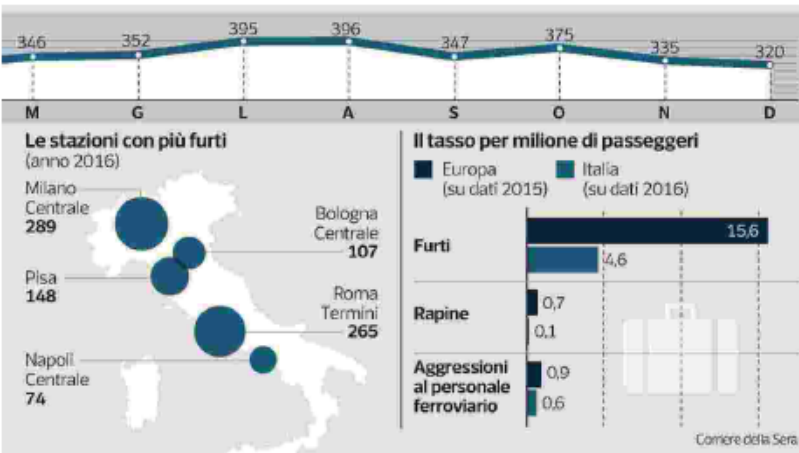 346 352 395 396 347 375 335 320
M G L A S O N D
Le stazioni con più furti
(anno 2016)
Milano
Centrale
289
Bologna
Centrale
107
Pisa
148
Roma
Termini
265
Napoli
Centrale
74
Il tasso per milione di passeggeri
Europa
(su dati 2015)
Italia
(su dati 2016)
Furti
15,6
4,6
Rapine
0,7
0,1
Aggressioni
al personale
ferroviario
0,9
0,6
Corriere della Sera